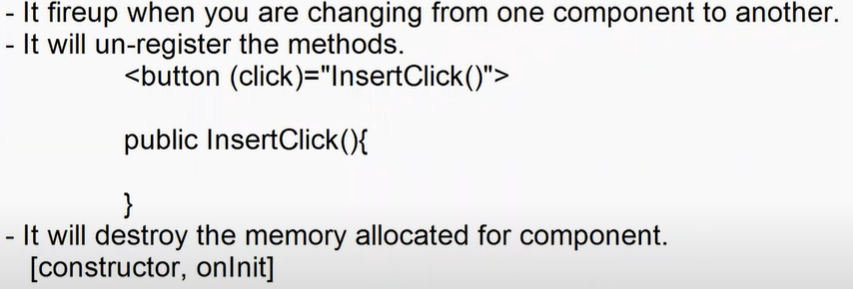 - It fireup when you are changing from one component to another.
- It will un-register the methods.
<button (click)="InsertClick()">
public InsertClick(){
}
- It will destroy the memory allocated for component.
[constructor, onInit]